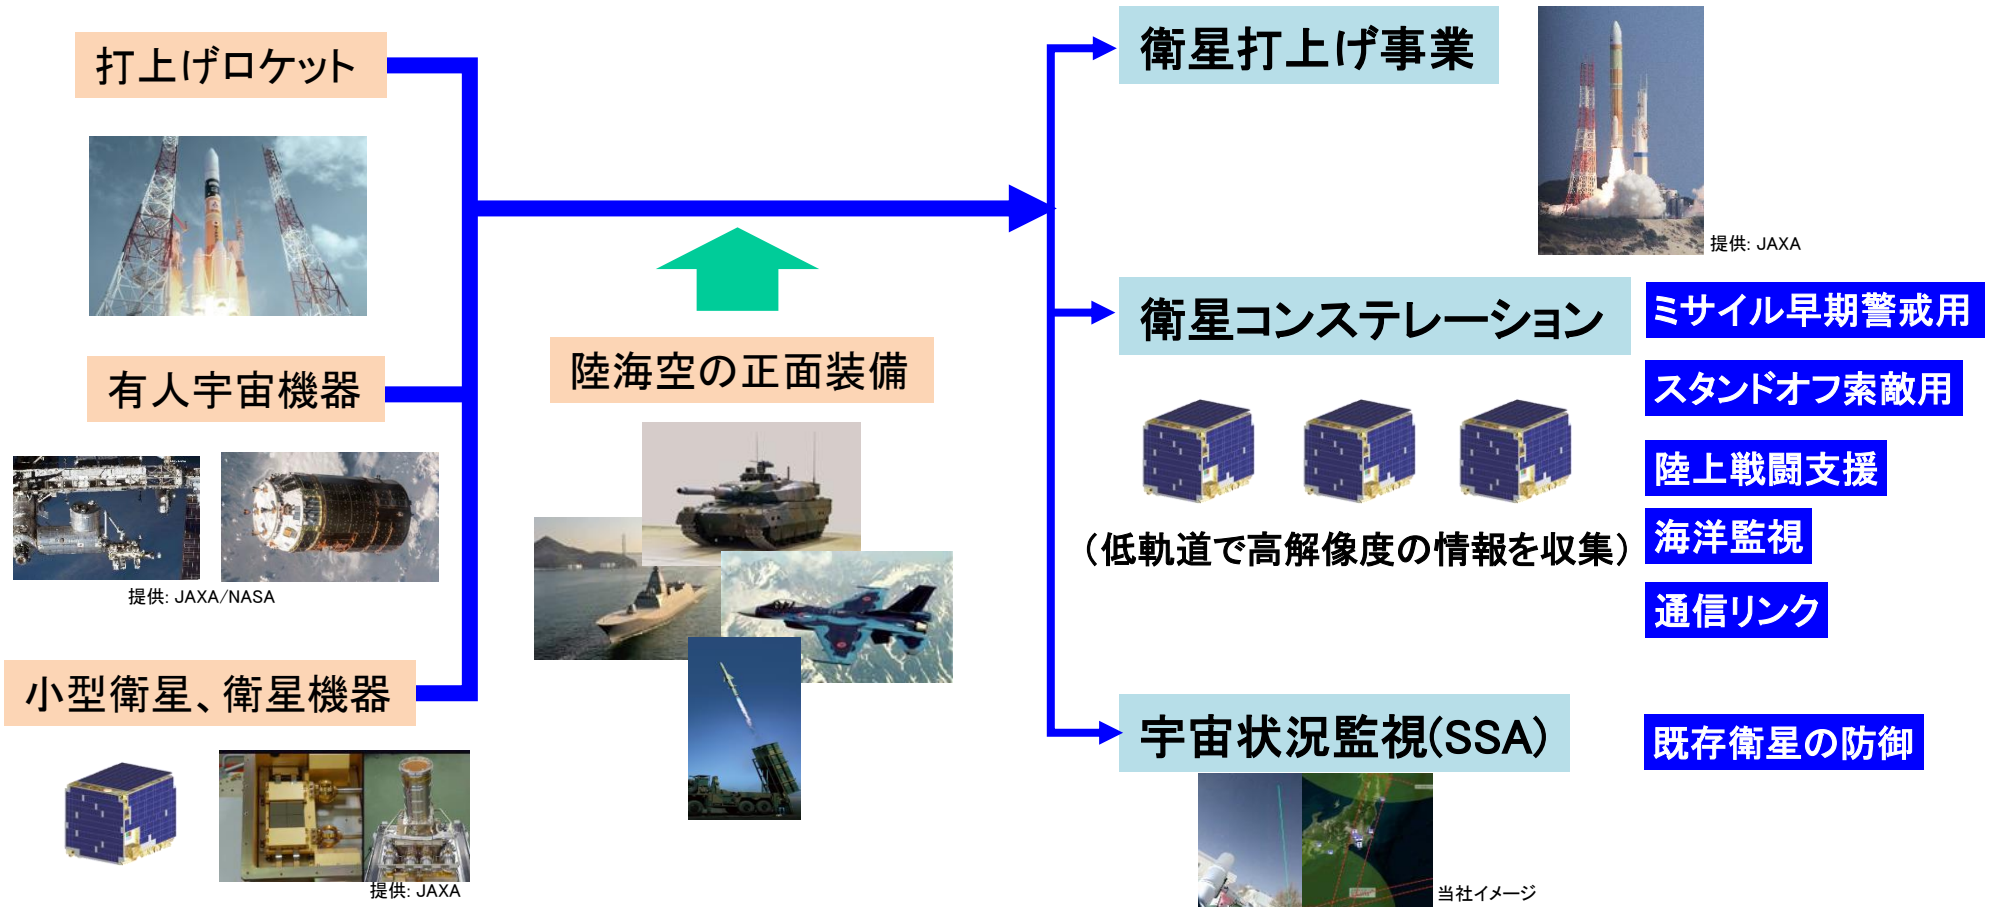 打上げロケット
有人宇宙機器
提供: JAXA/NASA
小型衛星、衛星機器
提供: JAXA
陸海空の正面装備
衛星打上げ事業
提供: JAXA
衛星コンステレーション
(低軌道で高解像度の情報を収集)
ミサイル早期警戒用
スタンドオフ索敵用
陸上戦闘支援
海洋監視
通信リンク
宇宙状況監視(SSA)
既存衛星の防御
当社イメージ